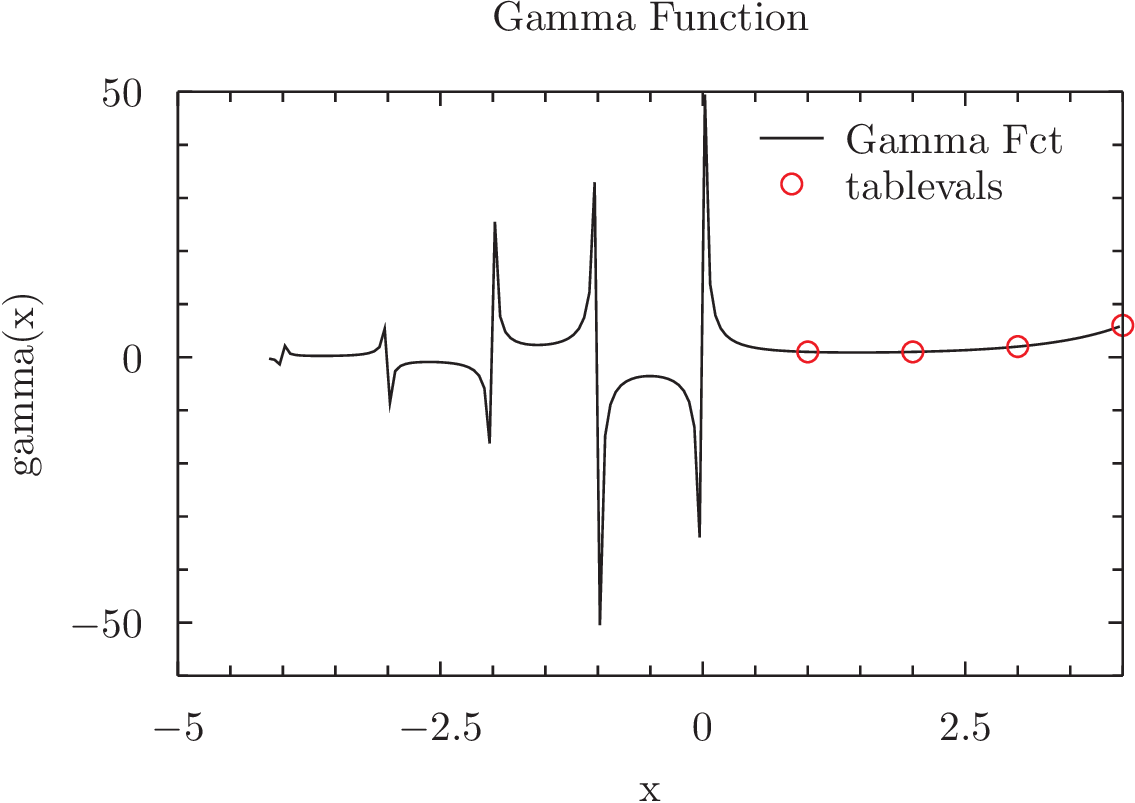 Gamma Function
50
Gamma Fct
tablevals
gamma(x)
0
−50
−5
−2.5
0
2.5
x